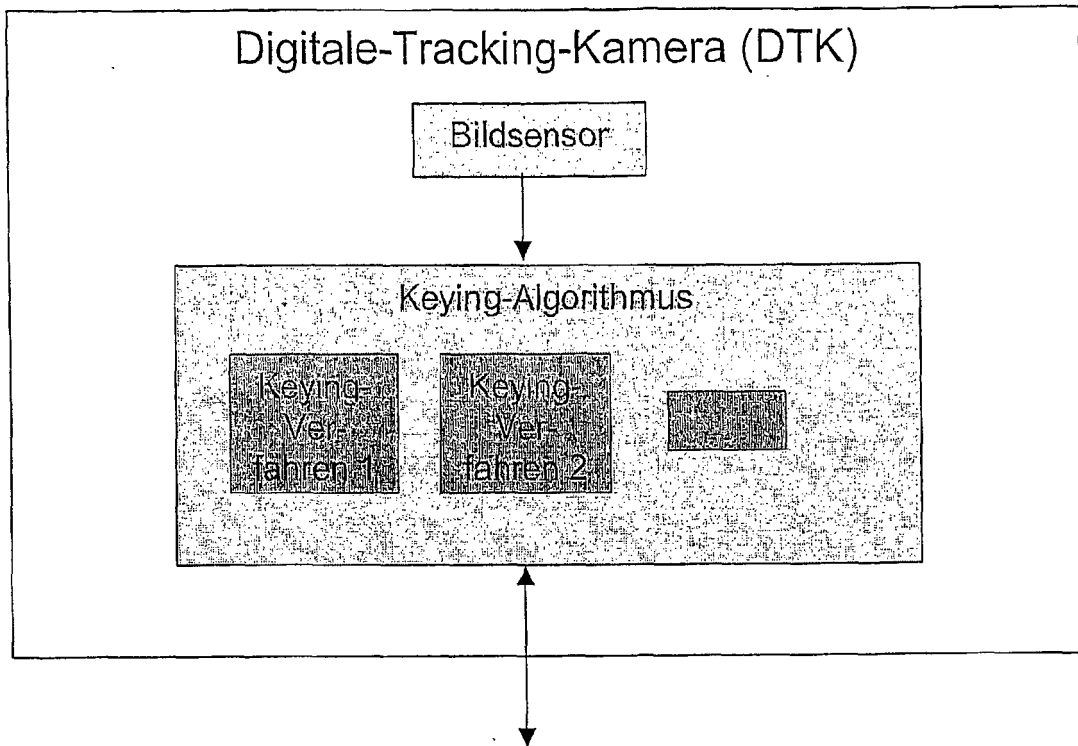 Digitale-Tracking-Kamera (DTK)
Bildsensor
Keying-Algorithmus
Keying-
Ver-
fahren 1
Keying-
Ver-
fahren 2